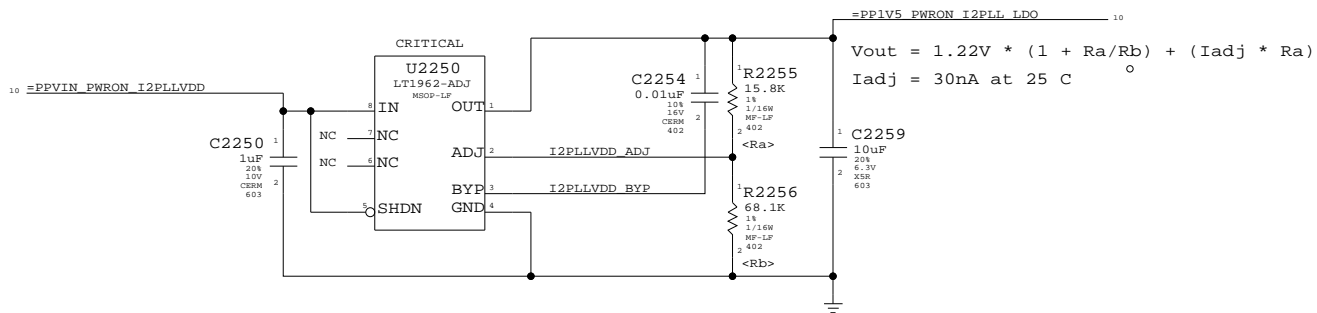 =PP1V5_PWRON_I2PLL_LDO 10
Vout = 1.22V * (1 + Ra/Rb) + (Iadj * Ra)
Iadj = 30nA at 25 C
o
CRITICAL
U2250
LT1962-ADJ
MSOP-LF
10 =PPVIN_PWRON_I2PLLVDD
8 IN
OUT 1
NC 7 NC
NC 6 NC
ADJ 2
I2PLLVDD_ADJ
BYP 3
I2PLLVDD_BYP
5 SHDN
GND 4
C2250
1
1uF
20%
10V
CERM
603
2
C2254
1
0.01uF
10%
16V
CERM
402
2
1
R2255
15.8K
1%
1/16W
MF-LF
402
2
<Ra>
1
R2256
68.1K
1%
1/16W
MF-LF
402
2
<Rb>
1
C2259
10uF
20%
6.3V
X5R
603
2